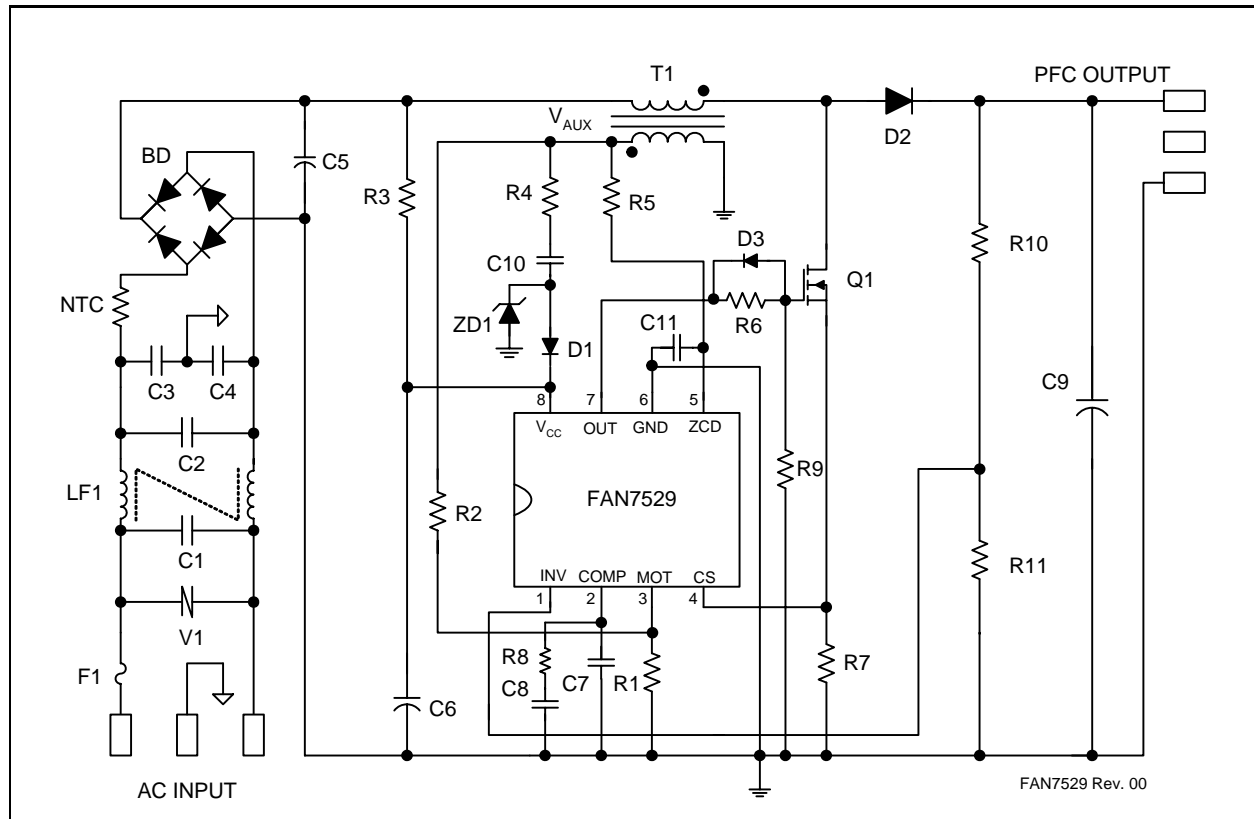 T1
PFC OUTPUT
VAUX
D2
BD
C5
R3
R4
R5
D3
R10
C10
Q1
NTC
ZD1
R6
C11
D1
C3
C4
C9
8
7
6
5
VCC
OUT
GND
ZCD
C2
R9
LF1
R2
FAN7529
C1
R11
INV
COMP
MOT
CS
1
2
3
4
V1
R8
R7
F1
C7
R1
C8
C6
AC INPUT
FAN7529 Rev. 00